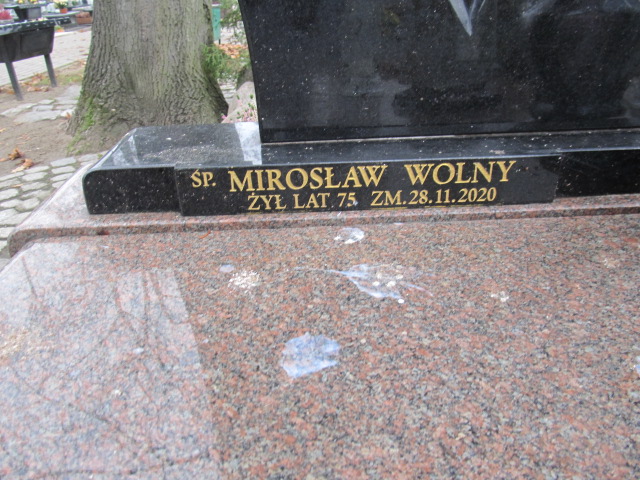 ŚP. MIROSŁAW WOLNY
ŻYŁ LAT 75 ZM.28.11.2020